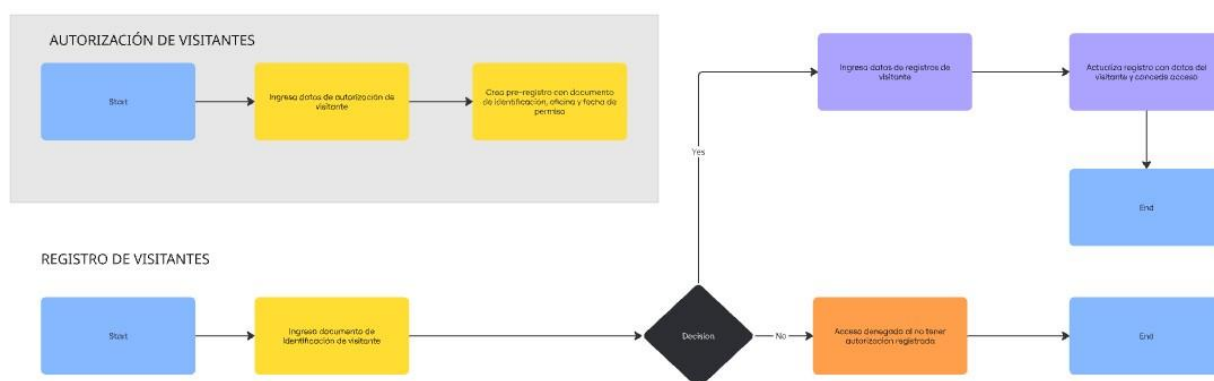 AUTORIZACIÓN DE VISITANTES
Start
Ingresa datos de autorización de
visitante
Crea pre-registro con documento
de identificación, oficina y fecha de
permiso
Ingresa datos de registros de
visitante
Actualiza registro con datos del
visitante y concede acceso
Yes
End
REGISTRO DE VISITANTES
Start
Ingresa documento de
identificación de visitante
Decision
No
Acceso denegado al no tener
autorización registrada
End